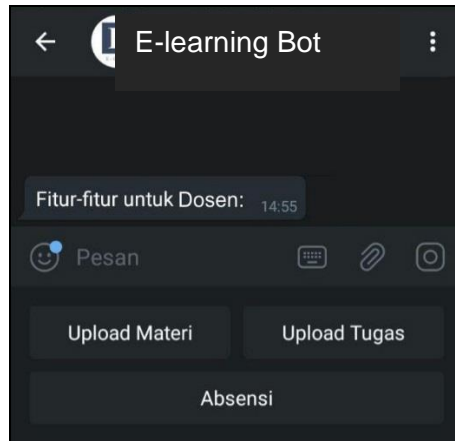 E-learning Bot
Fitur-fitur untuk Dosen: 14:55
Pesan
Upload Materi
Upload Tugas
Absensi